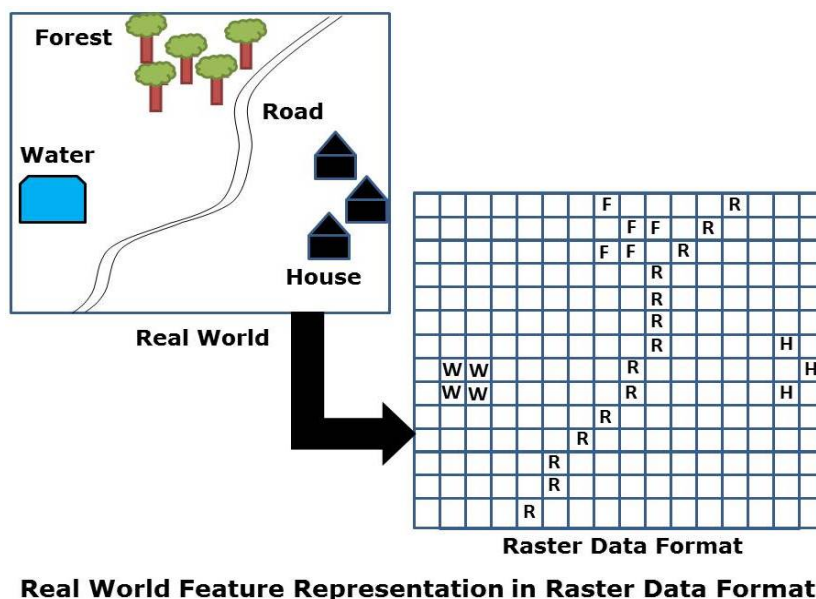 Forest
Road
Water
House
Real World
F R
F F R
F F R
R
R
R
R H
W W R H
W W R H
R
R
R
R
R
Raster Data Format
Real World Feature Representation in Raster Data Format